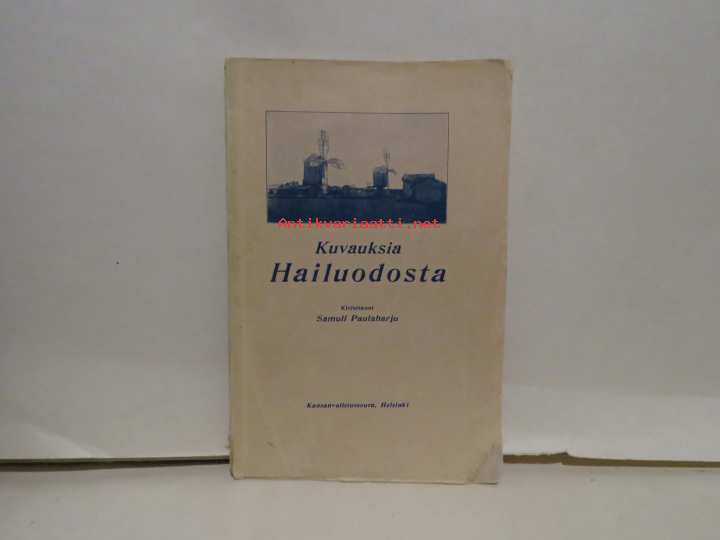 Antikvariaatti.net
Kuvauksia
Hailuodosta
Kirjoittanut
Samuli Paulaharju
Kansanvalistusseura, Helsinki